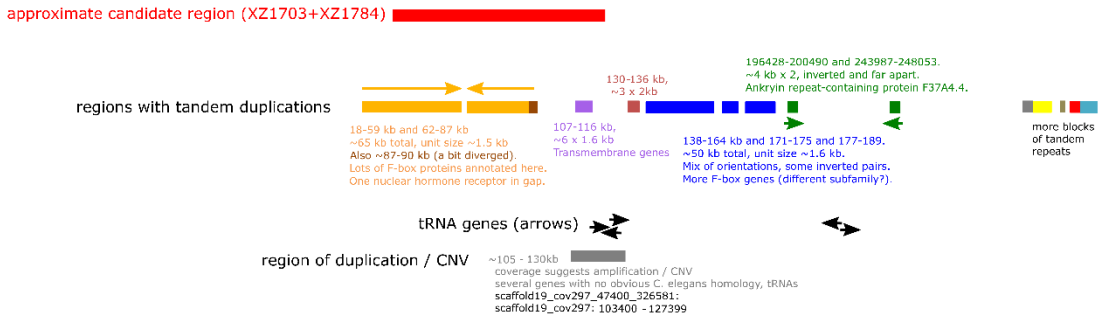 approximate candidate region (XZ1703+XZ1784)
196428-200490 and 243987-248053.
~4 kb x 2, inverted and far apart.
Ankryin repeat-containing protein F37A4.4.
130-136 kb,
~3 x 2kb
regions with tandem duplications
18-59 kb and 62-87 kb
~65 kb total, unit size ~1.5 kb
Also ~87-90 kb (a bit diverged).
Lots of F-box proteins annotated here.
One nuclear hormone receptor in gap.
107-116 kb,
~6 x 1.6 kb
Transmembrane genes
138-164 kb and 171-175 and 177-189.
~50 kb total, unit size ~1.6 kb.
Mix of orientations, some inverted pairs.
More F-box genes (different subfamily?).
more blocks
of tandem
repeats
tRNA genes (arrows)
region of duplication / CNV
~105 - 130kb
coverage suggests amplification / CNV
several genes with no obvious C. elegans homology, tRNAs
scaffold19_cov297_47400_326581:
scaffold19_cov297: 103400 - 127399